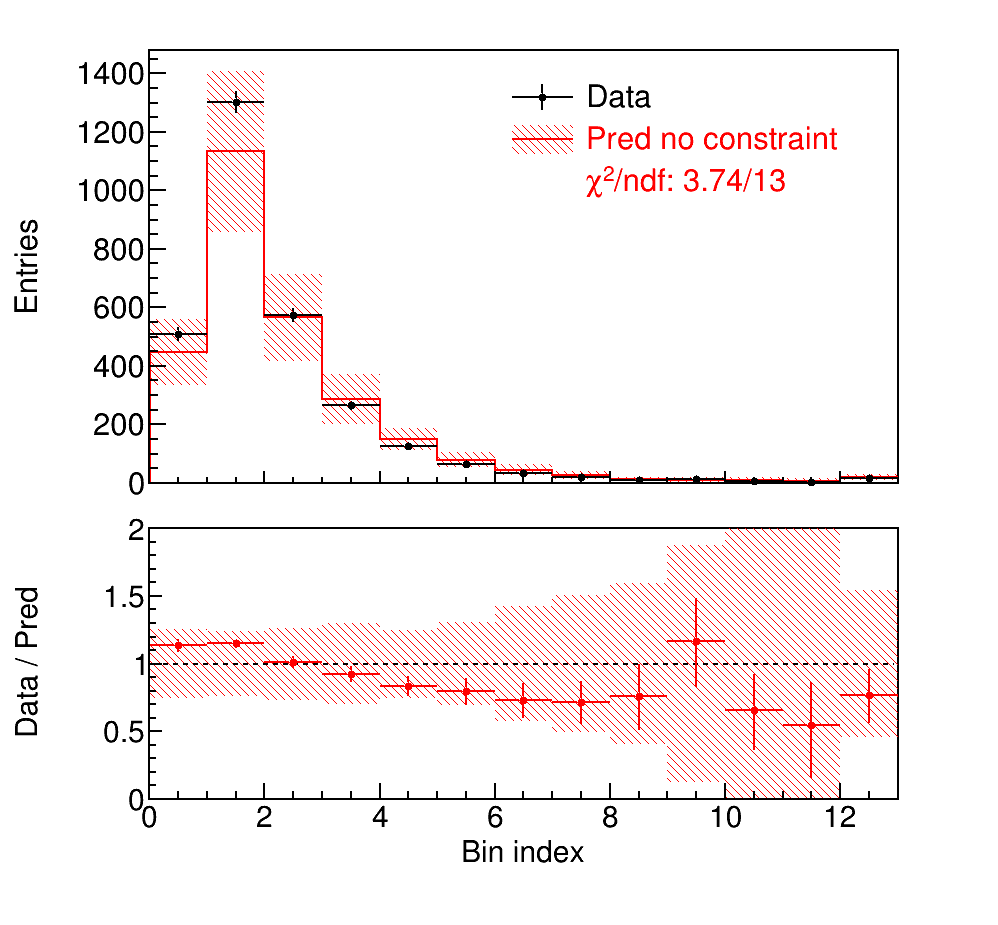 1400
1200
1000
800
600
400
200
0
Entries
Data
Pred no constraint
χ²/ndf: 3.74/13
2
1.5
1
0.5
0
Data / Pred
0 2 4 6 8 10 12
Bin index